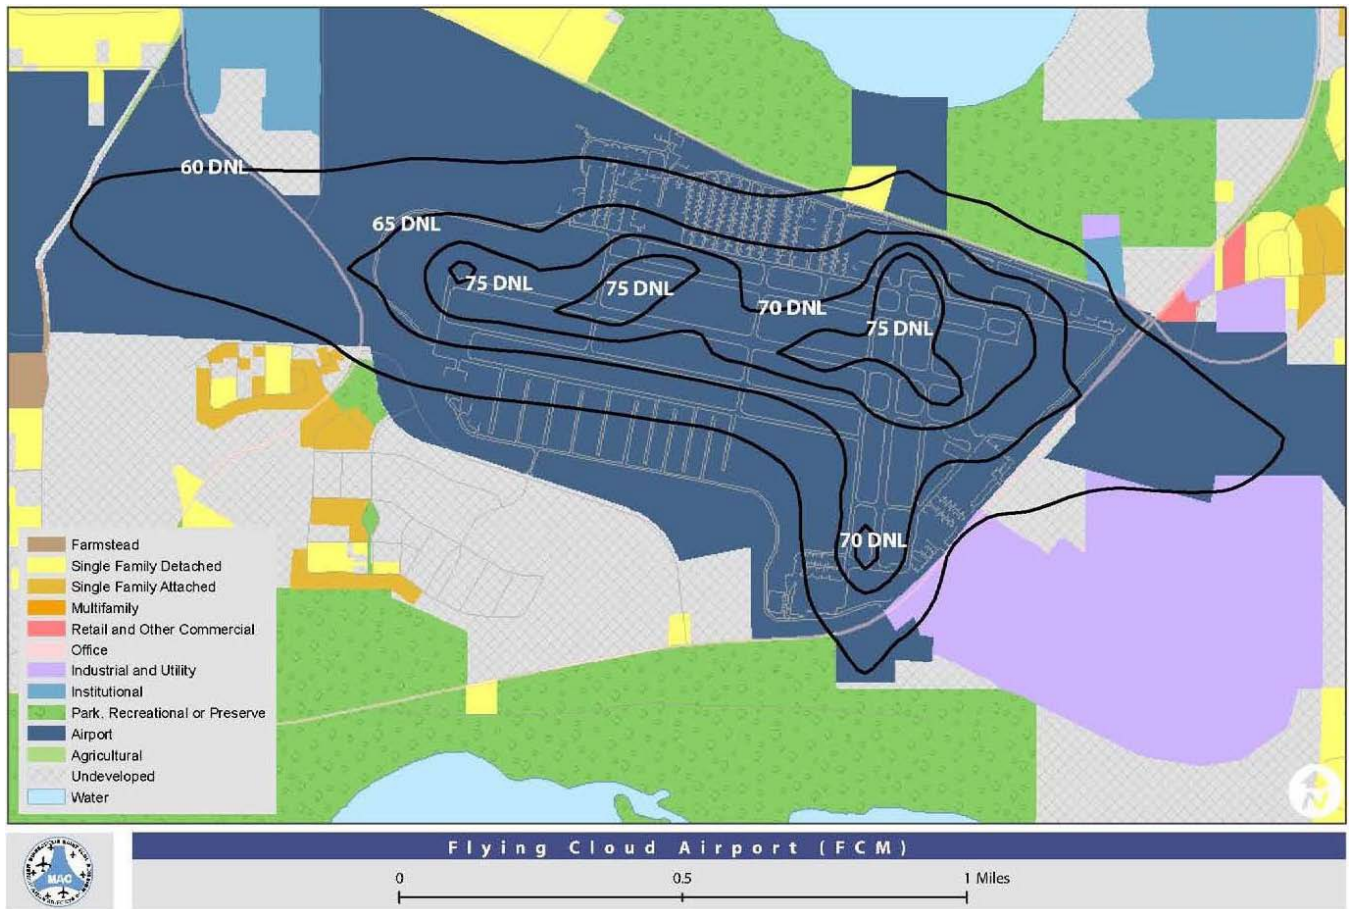 60 DNL
65 DNL
75 DNL
75 DNL
70 DNL
75 DNL
70 DNL
Farmstead
Single Family Detached
Single Family Attached
Multifamily
Retail and Other Commercial
Office
Industrial and Utility
Institutional
Park, Recreational or Preserve
Airport
Agricultural
Undeveloped
Water
N
MAC
Flying Cloud Airport (FCM)
0 0.5 1 Miles